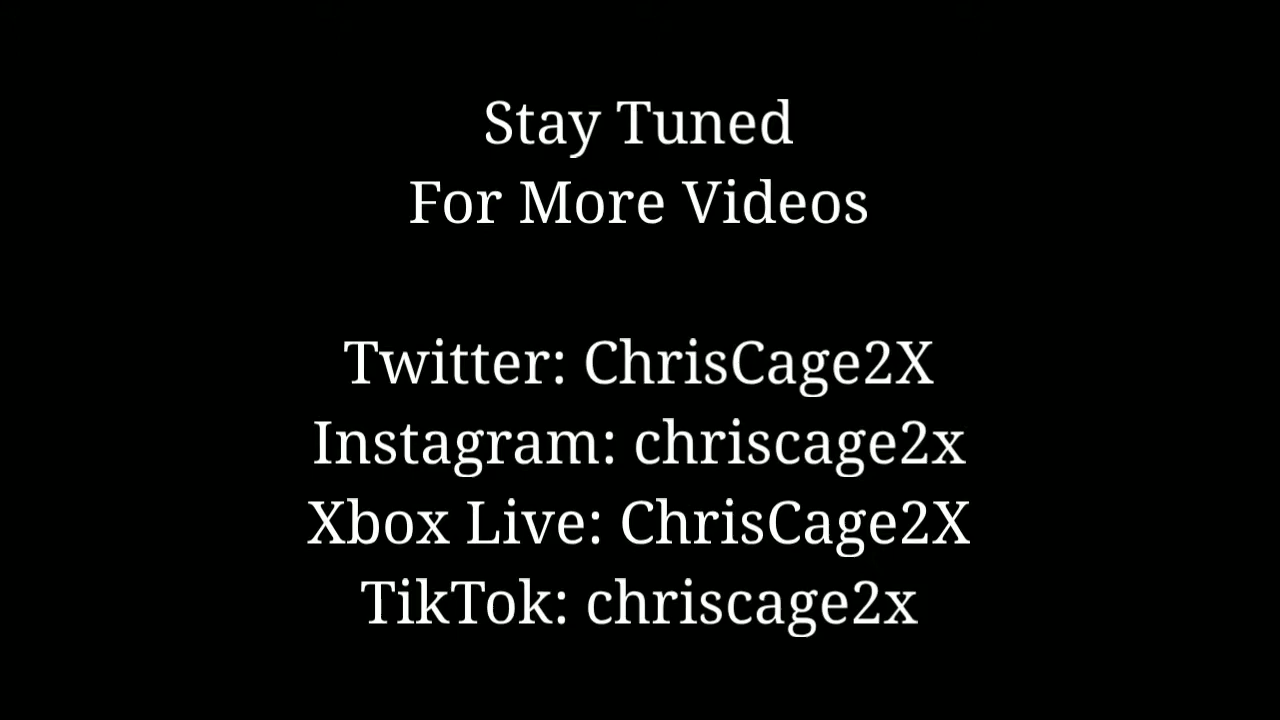 Stay Tuned
For More Videos
Twitter: ChrisCage2X
Instagram: chriscage2x
Xbox Live: ChrisCage2X
TikTok: chriscage2x